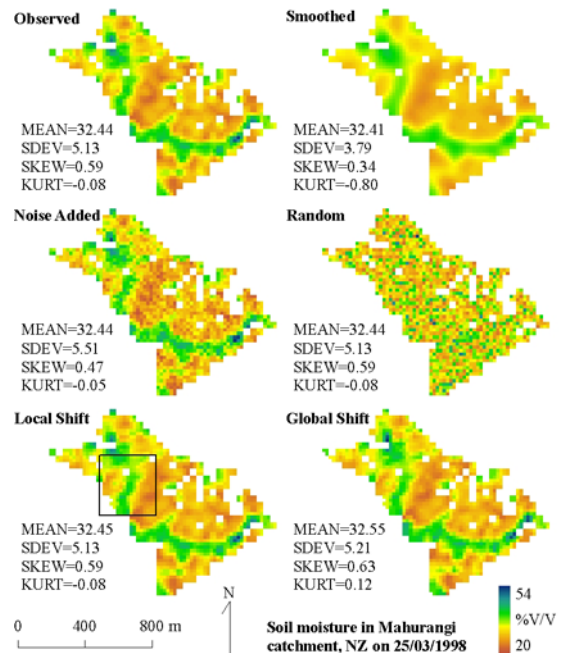 Observed
MEAN=32.44
SDEV=5.13
SKEW=0.59
KURT=-0.08
Smoothed
MEAN=32.41
SDEV=3.79
SKEW=0.34
KURT=-0.80
Noise Added
MEAN=32.44
SDEV=5.51
SKEW=0.47
KURT=-0.05
Random
MEAN=32.44
SDEV=5.13
SKEW=0.59
KURT=-0.08
Local Shift
MEAN=32.45
SDEV=5.13
SKEW=0.59
KURT=-0.08
Global Shift
MEAN=32.55
SDEV=5.21
SKEW=0.63
KURT=0.12
0 400 800 m
N
Soil moisture in Mahurangi
catchment, NZ on 25/03/1998
54
%V/V
20